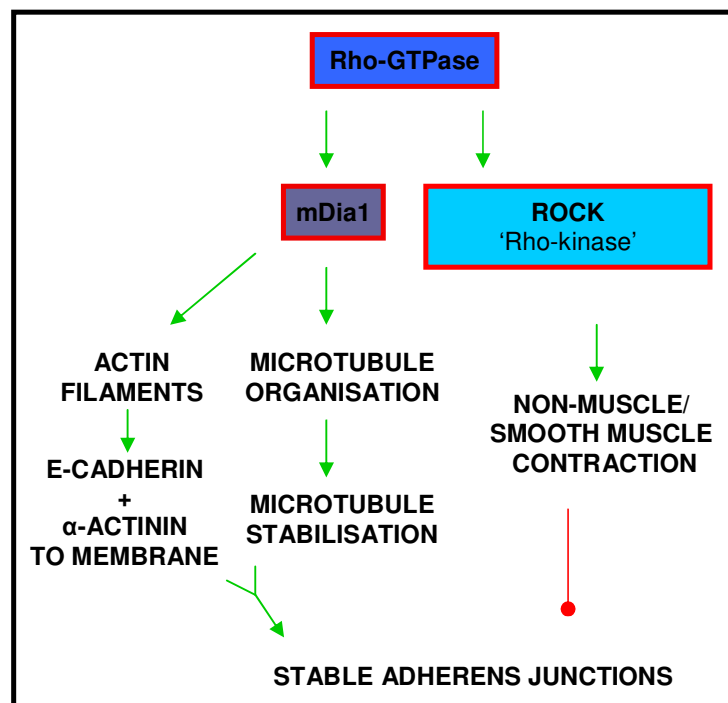 Rho-GTPase
mDia1
ROCK
‘Rho-kinase’
ACTIN
FILAMENTS
MICROTUBULE
ORGANISATION
NON-MUSCLE/
SMOOTH MUSCLE
CONTRACTION
E-CADHERIN
+
α-ACTININ
TO MEMBRANE
MICROTUBULE
STABILISATION
STABLE ADHERENS JUNCTIONS